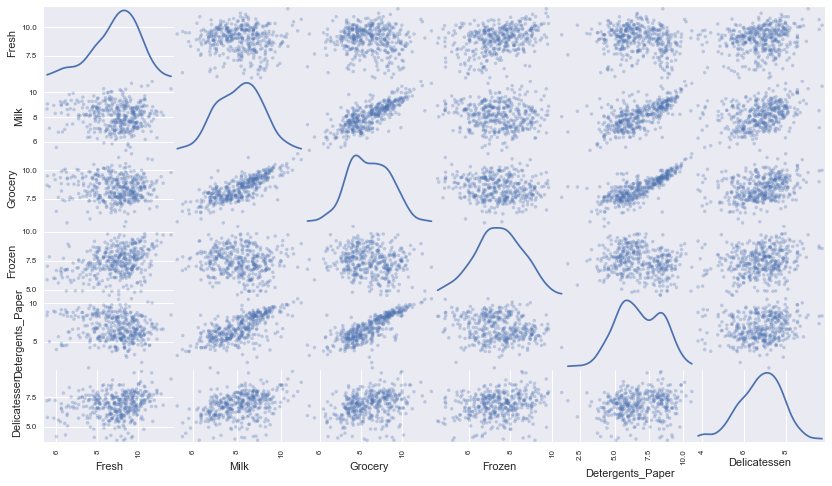 Fresh
10.0
7.5
Milk
10
8
6
Grocery
10.0
7.5
Frozen
10.0
7.5
5.0
Detergents_Paper
10
5
Delicatessen
7.5
5.0
6 8 10
6 8 10
6 8 10
6 8 10
2.5 5.0 7.5 10.0
4 6 8
Fresh
Milk
Grocery
Frozen
Detergents_Paper
Delicatessen